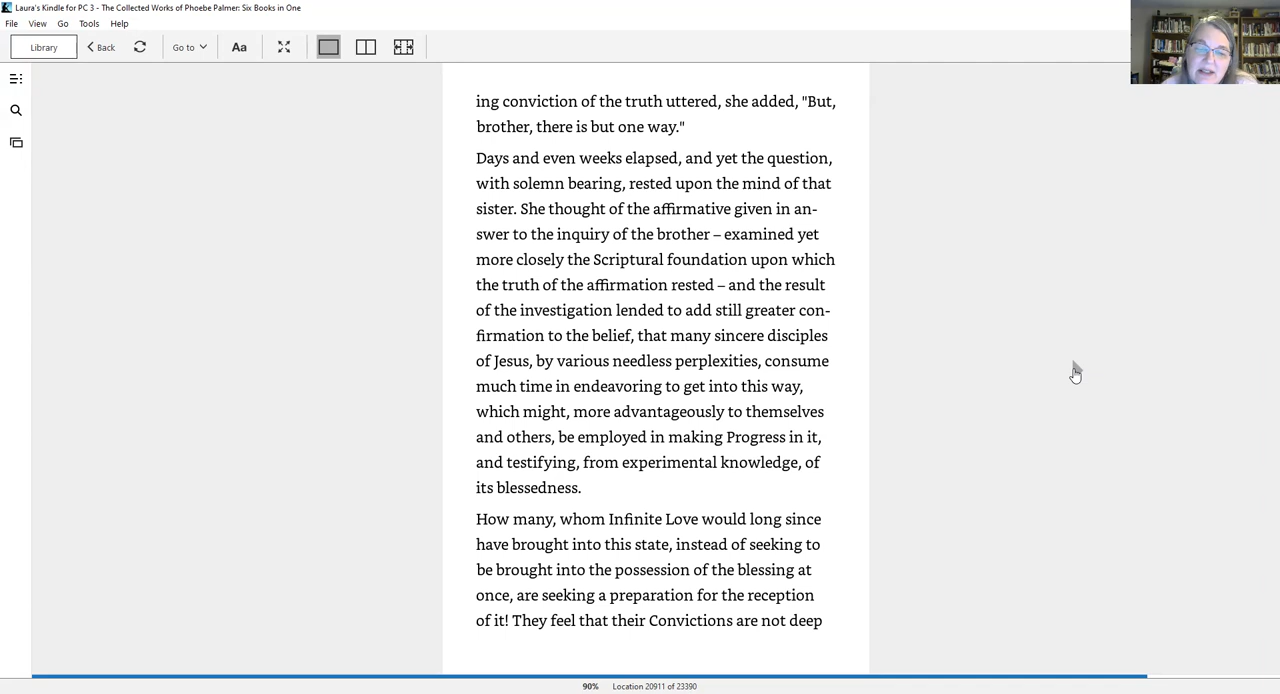 Laura's Kindle for PC 3 - The Collected Works of Phoebe Palmer: Six Books in One
File View Go Tools Help
Library Back Go to Aa
ing conviction of the truth uttered, she added, "But,
brother, there is but one way."
Days and even weeks elapsed, and yet the question,
with solemn bearing, rested upon the mind of that
sister. She thought of the affirmative given in an-
swer to the inquiry of the brother – examined yet
more closely the Scriptural foundation upon which
the truth of the affirmation rested – and the result
of the investigation lended to add still greater con-
firmation to the belief, that many sincere disciples
of Jesus, by various needless perplexities, consume
much time in endeavoring to get into this way,
which might, more advantageously to themselves
and others, be employed in making Progress in it,
and testifying, from experimental knowledge, of
its blessedness.
How many, whom Infinite Love would long since
have brought into this state, instead of seeking to
be brought into the possession of the blessing at
once, are seeking a preparation for the reception
of it! They feel that their Convictions are not deep
90% Location 20911 of 23390